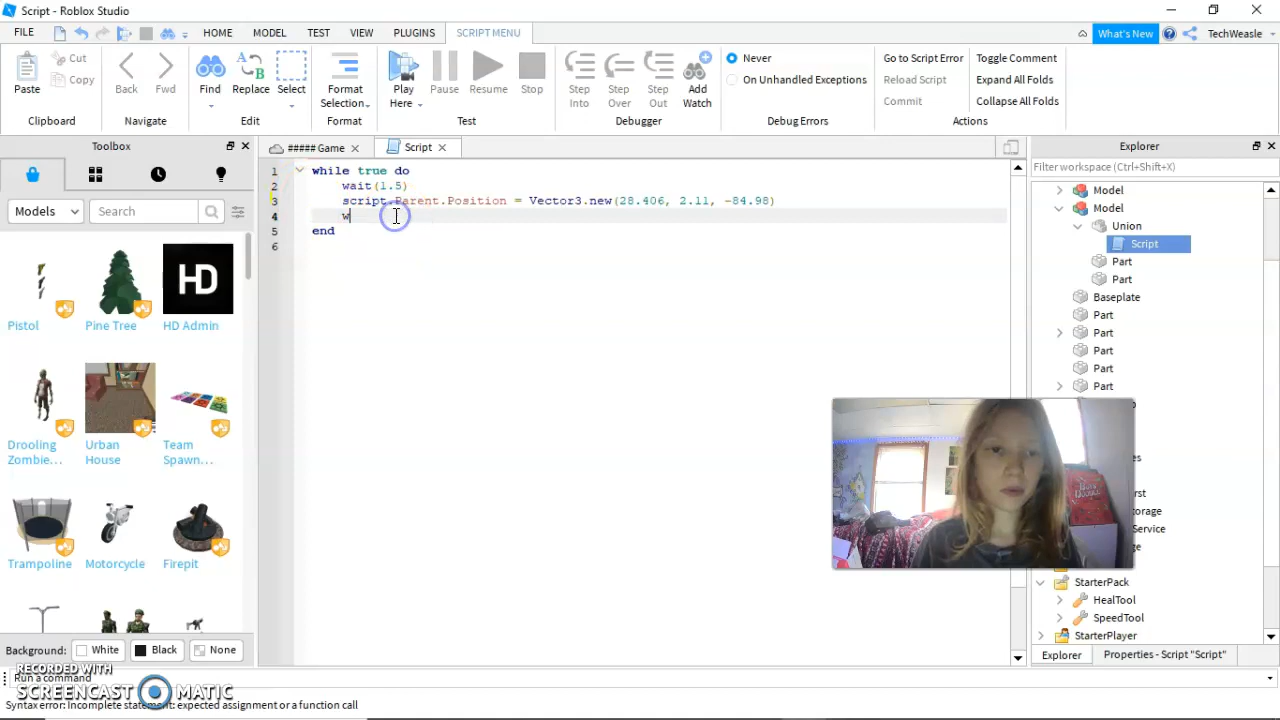 Script - Roblox Studio
FILE HOME MODEL TEST VIEW PLUGINS SCRIPT MENU What's New TechWeasle
Paste Cut Copy Back Fwd Find Replace Select Format Selection Play Here Pause Resume Stop Step Into Step Over Step Out Add Watch Never On Unhandled Exceptions Go to Script Error Reload Script Commit Toggle Comment Expand All Folds Collapse All Folds
Clipboard Navigate Edit Format Test Debugger Debug Errors Actions
Toolbox
Models Search
Pistol Pine Tree HD Admin
HD
Drooling Zombie... Urban House Team Spawn...
Trampoline Motorcycle Firepit
Background: White Black None
##### Game Script
1 while true do
2 wait(1.5)
3 script.Parent.Position = Vector3.new(28.406, 2.11, -84.98)
4 w
5 end
6
Explorer
Filter workspace (Ctrl+Shift+X)
Model
Model
Union
Script
Part
Part
Baseplate
Part
Part
Part
Part
Part
StarterPack
HealTool
SpeedTool
StarterPlayer
Explorer Properties - Script "Script"
RECORDED WITH
SCREENCAST MATIC
Run a command
Syntax error: Incomplete statement: expected assignment or a function call